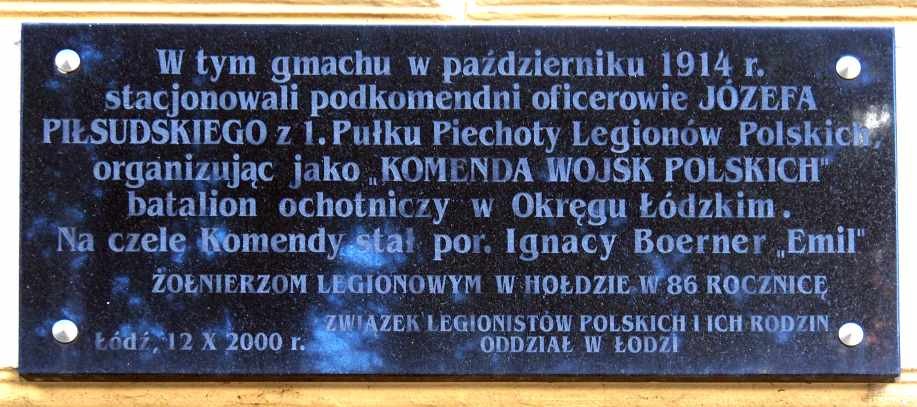 W tym gmachu w październiku 1914 r.
stacjonowali podkomendni oficerowie JÓZEFA
PIŁSUDSKIEGO z 1. Pułku Piechoty Legionów Polskich,
organizując jako „KOMENDA WOJSK POLSKICH"
batalion ochotniczy w Okręgu Łódzkim.
Na czele Komendy stał por. Ignacy Boerner „Emil"
ŻOŁNIERZOM LEGIONOWYM W HOŁDZIE W 86 ROCZNICĘ
ZWIĄZEK LEGIONISTÓW POLSKICH I ICH RODZIN
Łódź, 12 X 2000 r. ODDZIAŁ W ŁODZI